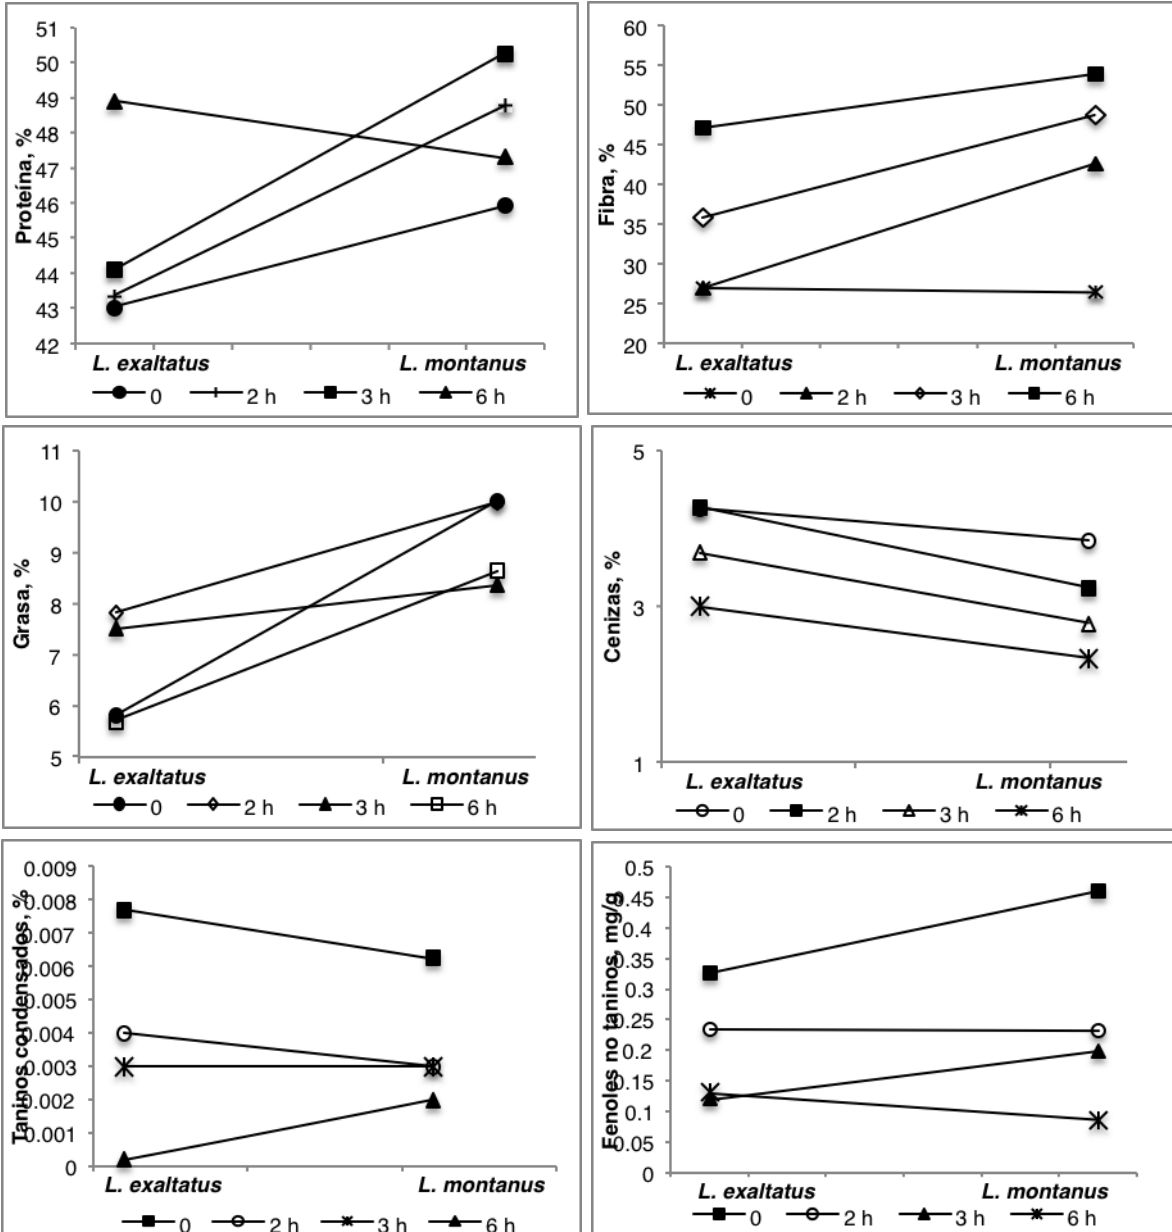 Proteína, %
51
50
49
48
47
46
45
44
43
42
L. exaltatus L. montanus
0 2 h 3 h 6 h
Fibra, %
60
55
50
45
40
35
30
25
20
L. exaltatus L. montanus
0 2 h 3 h 6 h
Grasa, %
11
10
9
8
7
6
5
L. exaltatus L. montanus
0 2 h 3 h 6 h
Cenizas, %
5
3
1
L. exaltatus L. montanus
0 2 h 3 h 6 h
Taninos condensados, %
0.009
0.008
0.007
0.006
0.005
0.004
0.003
0.002
0.001
0
L. exaltatus L. montanus
0 2 h 3 h 6 h
Fenoles no taninos, mg/g
0.5
0.45
0.4
0.35
0.3
0.25
0.2
0.15
0.1
0.05
0
L. exaltatus L. montanus
0 2 h 3 h 6 h